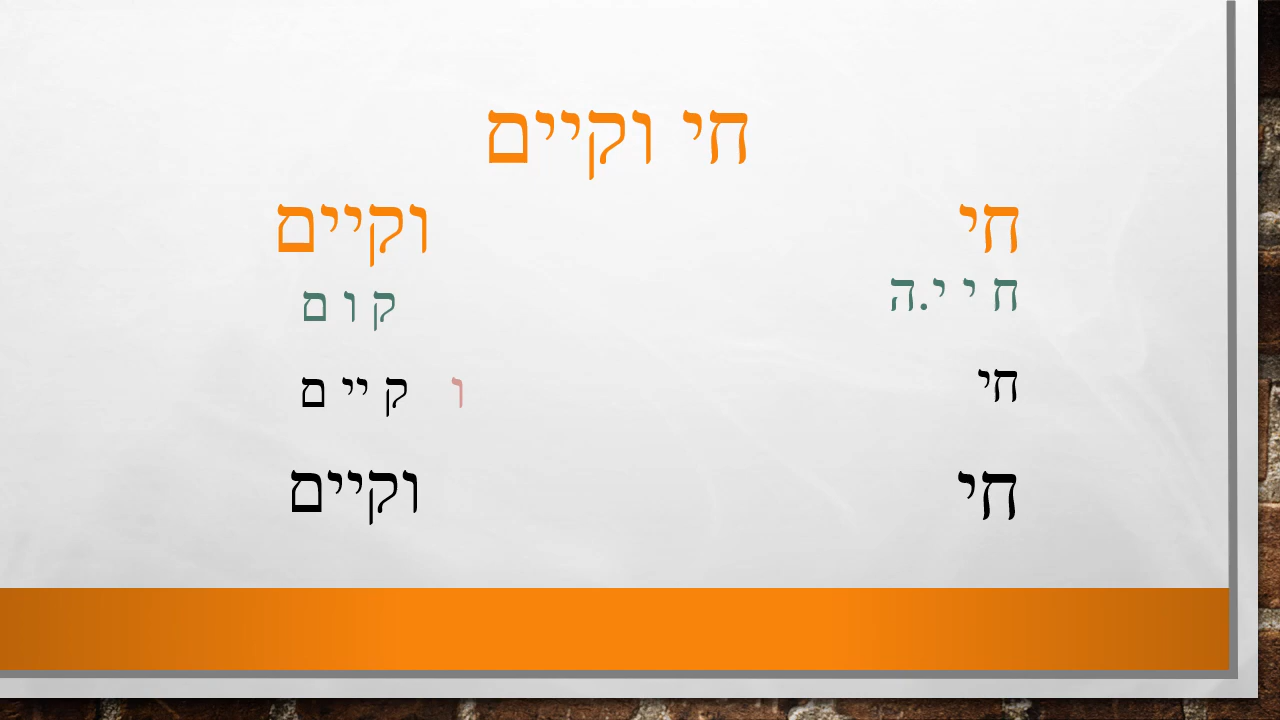 חי וקיים
חי
וקיים
ח י י.ה
ק ו ם
חי
ו ק יי ם
חי
וקיים